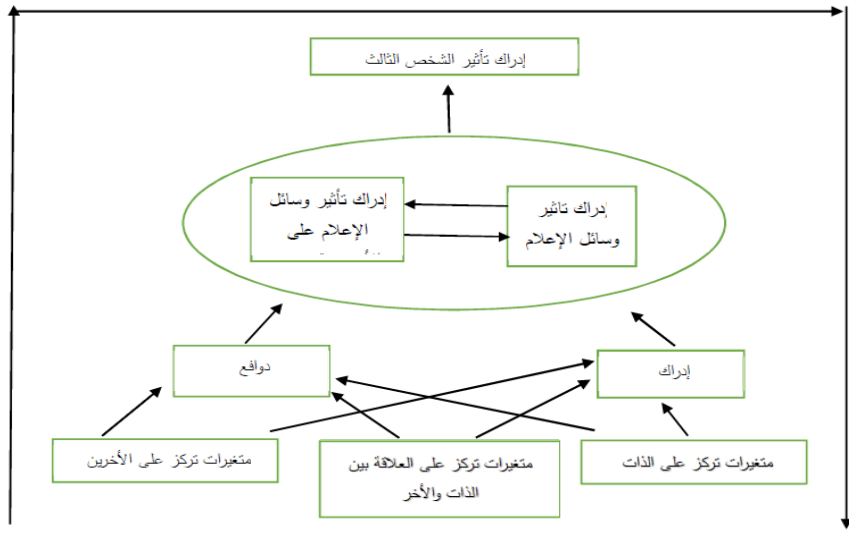 إدراك تأثير الشخص الثالث
إدراك تاثير
وسائل الإعلام
إدراك تأثير وسائل
الإعلام على
إدراك
دوافع
متغيرات تركز على الذات
متغيرات تركز على العلاقة بين
الذات والأخر
متغيرات تركز على الأخرين